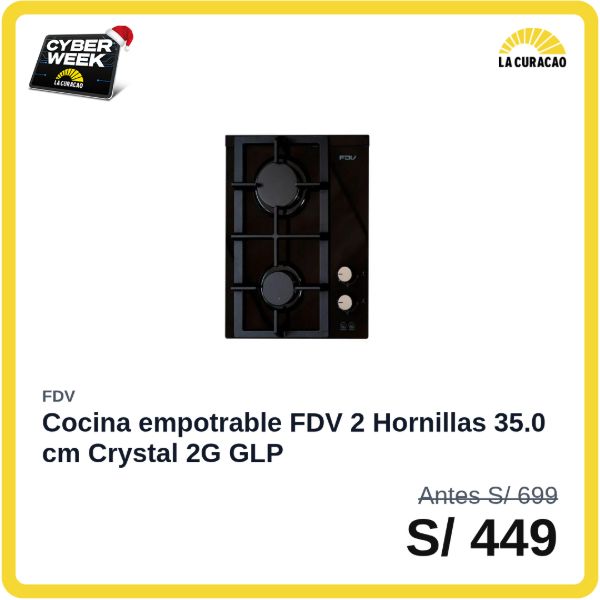 CYBER
WEEK
LA CURACAO
LA CURACAO
FDV
FDV
Cocina empotrable FDV 2 Hornillas 35.0
cm Crystal 2G GLP
Antes S/ 699
S/ 449